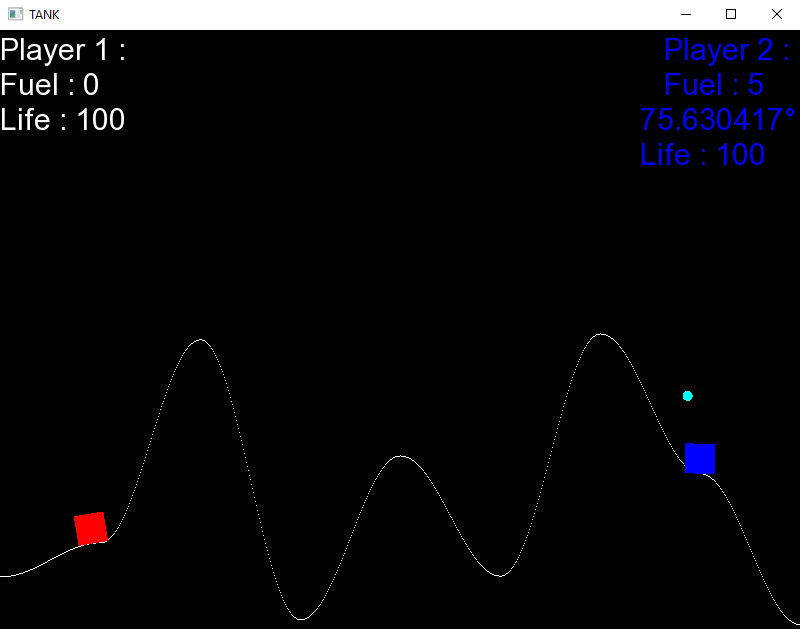 TANK
Player 1 :
Fuel : 0
Life : 100
Player 2 :
Fuel : 5
75.630417°
Life : 100